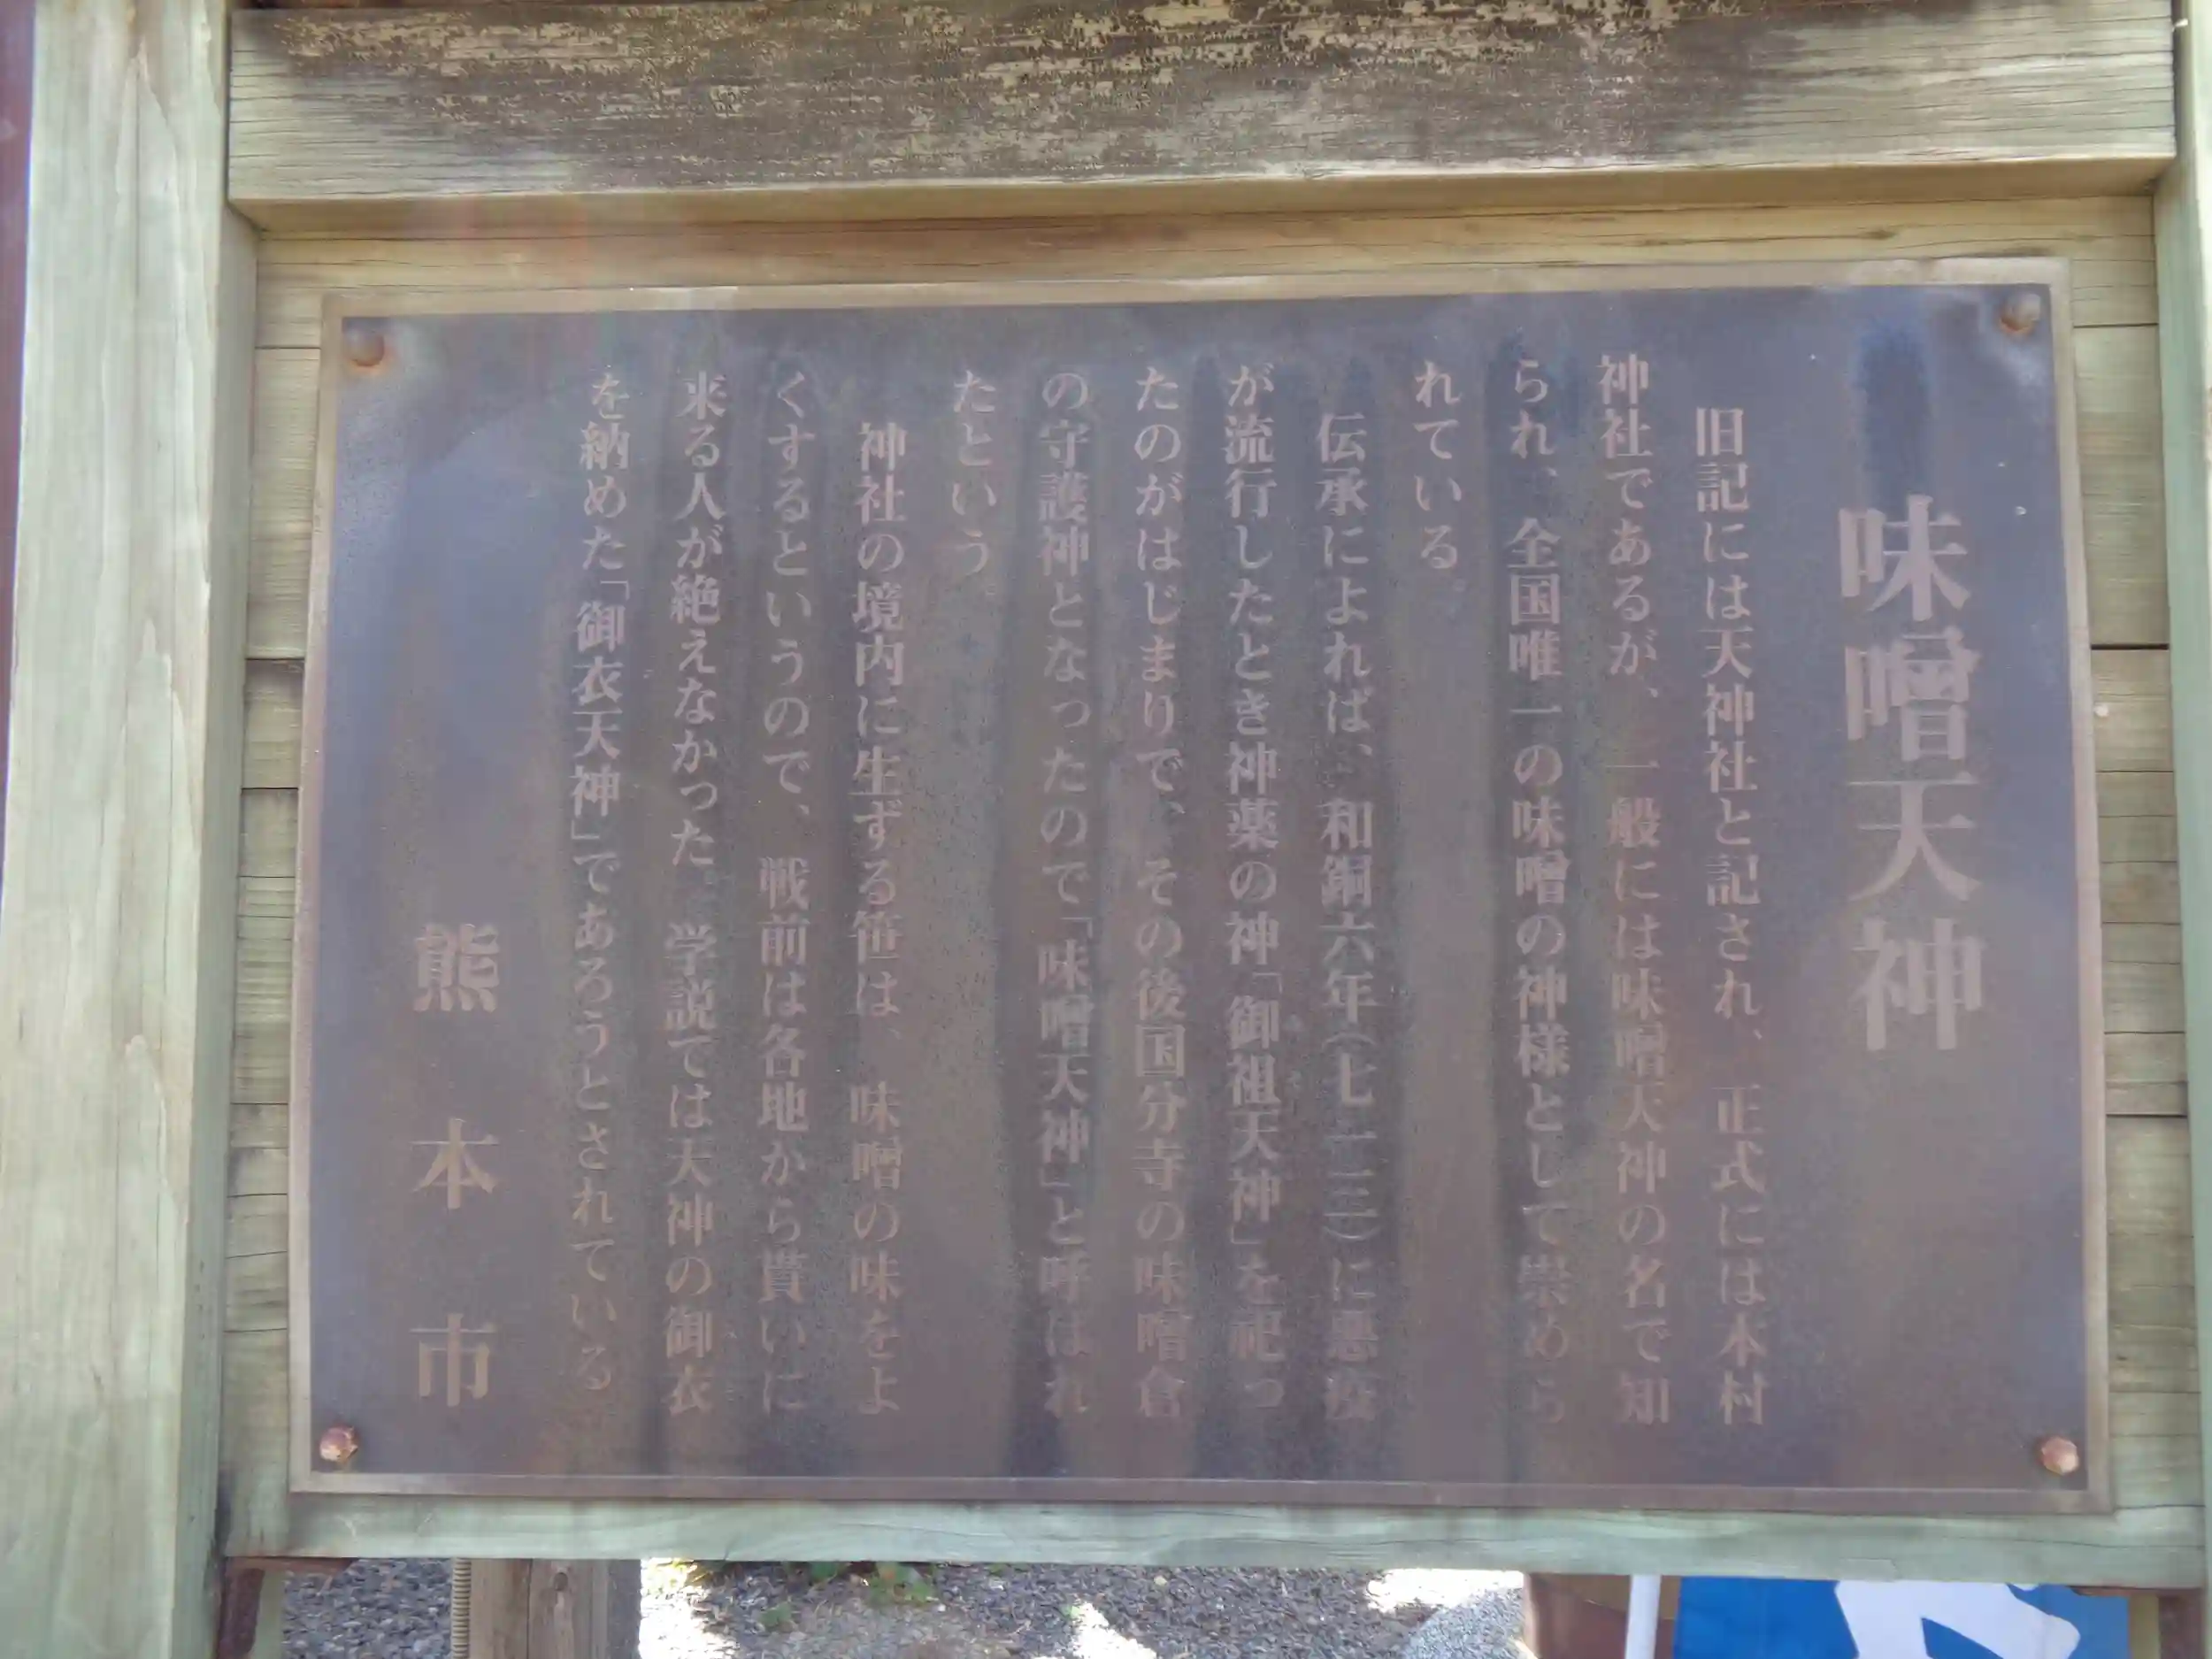 味噌天神
旧記には天神社と記され、正式には本村
神社であるが、一般には味噌天神の名で知
られ、全国唯一の味噌の神様として崇めら
れている。
伝承によれば、和銅六年(七一三)に悪疫
が流行したとき神薬の神「御祖天神」を祀っ
たのがはじまりで、その後国分寺の味噌倉
の守護神となったので「味噌天神」と呼ばれ
たという。
神社の境内に生ずる笹は、味噌の味をよ
くするというので、戦前は各地から貰いに
来る人が絶えなかった。学説では天神の御衣
を納めた「御衣天神」であろうとされている
熊本市